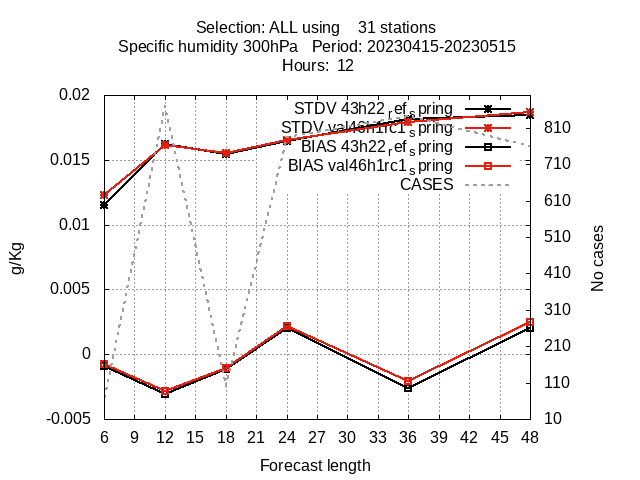 Selection: ALL using 31 stations
Specific humidity 300hPa Period: 20230415-20230515
Hours: 12
0.02
0.015
0.01
0.005
0
-0.005
g/Kg
STDV 43h22_ref_spring
STDV val46h1rc1_spring
BIAS 43h22_ref_spring
BIAS val46h1rc1_spring
CASES
810
710
610
510
410
310
210
110
10
No cases
6 9 12 15 18 21 24 27 30 33 36 39 42 45 48
Forecast length